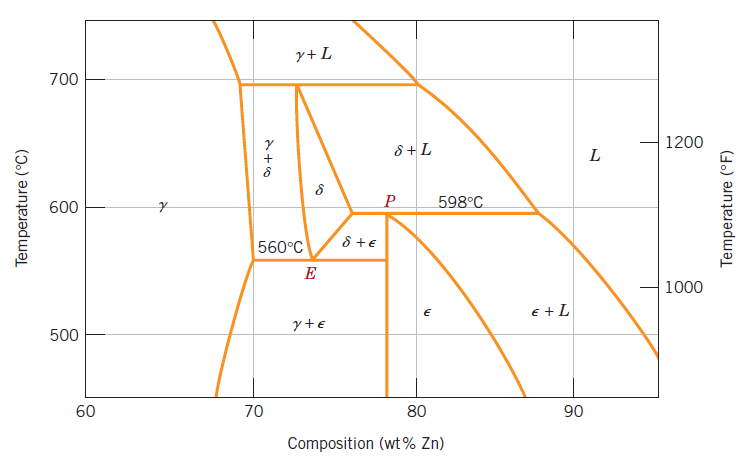 γ + L
700
1200
γ
+
δ
δ + L
L
δ
P
598°C
600
γ
560°C
δ + ϵ
E
1000
ϵ
ϵ + L
γ + ϵ
500
60
70
80
90
Composition (wt% Zn)
Temperature (°C)
Temperature (°F)